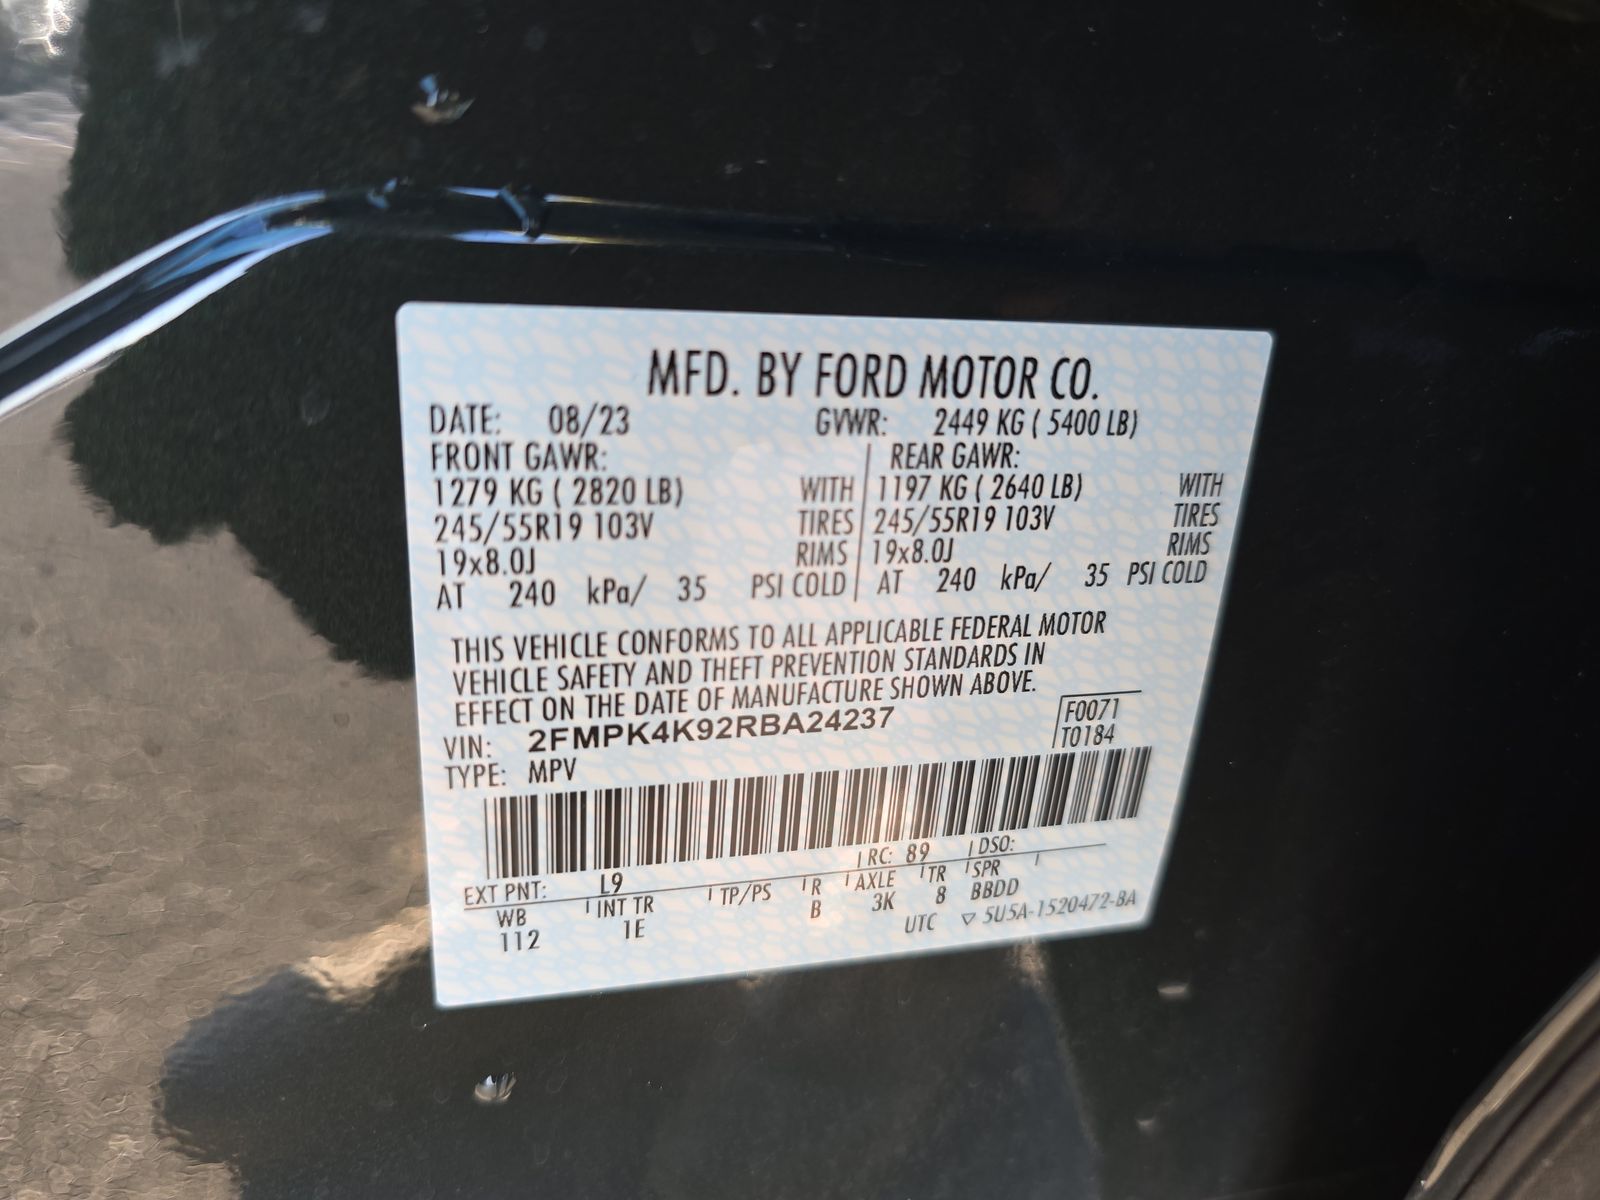 MFD. BY FORD MOTOR CO.
DATE: 08/23 GVWR: 2449 KG ( 5400 LB)
FRONT GAWR: REAR GAWR:
1279 KG ( 2820 LB) WITH 1197 KG ( 2640 LB) WITH
245/55R19 103V TIRES 245/55R19 103V TIRES
19x8.0J RIMS 19x8.0J RIMS
AT 240 kPa/ 35 PSI COLD AT 240 kPa/ 35 PSI COLD
THIS VEHICLE CONFORMS TO ALL APPLICABLE FEDERAL MOTOR
VEHICLE SAFETY AND THEFT PREVENTION STANDARDS IN
EFFECT ON THE DATE OF MANUFACTURE SHOWN ABOVE.
VIN: 2FMPK4K92RBA24237 F0071
TYPE: MPV T0184
EXT PNT: L9 RC: 89 DSO:
WB INT TR TP/PS R AXLE TR SPR
112 1E B 3K 8 BBDD
UTC ▽ 5U5A-1520472-BA